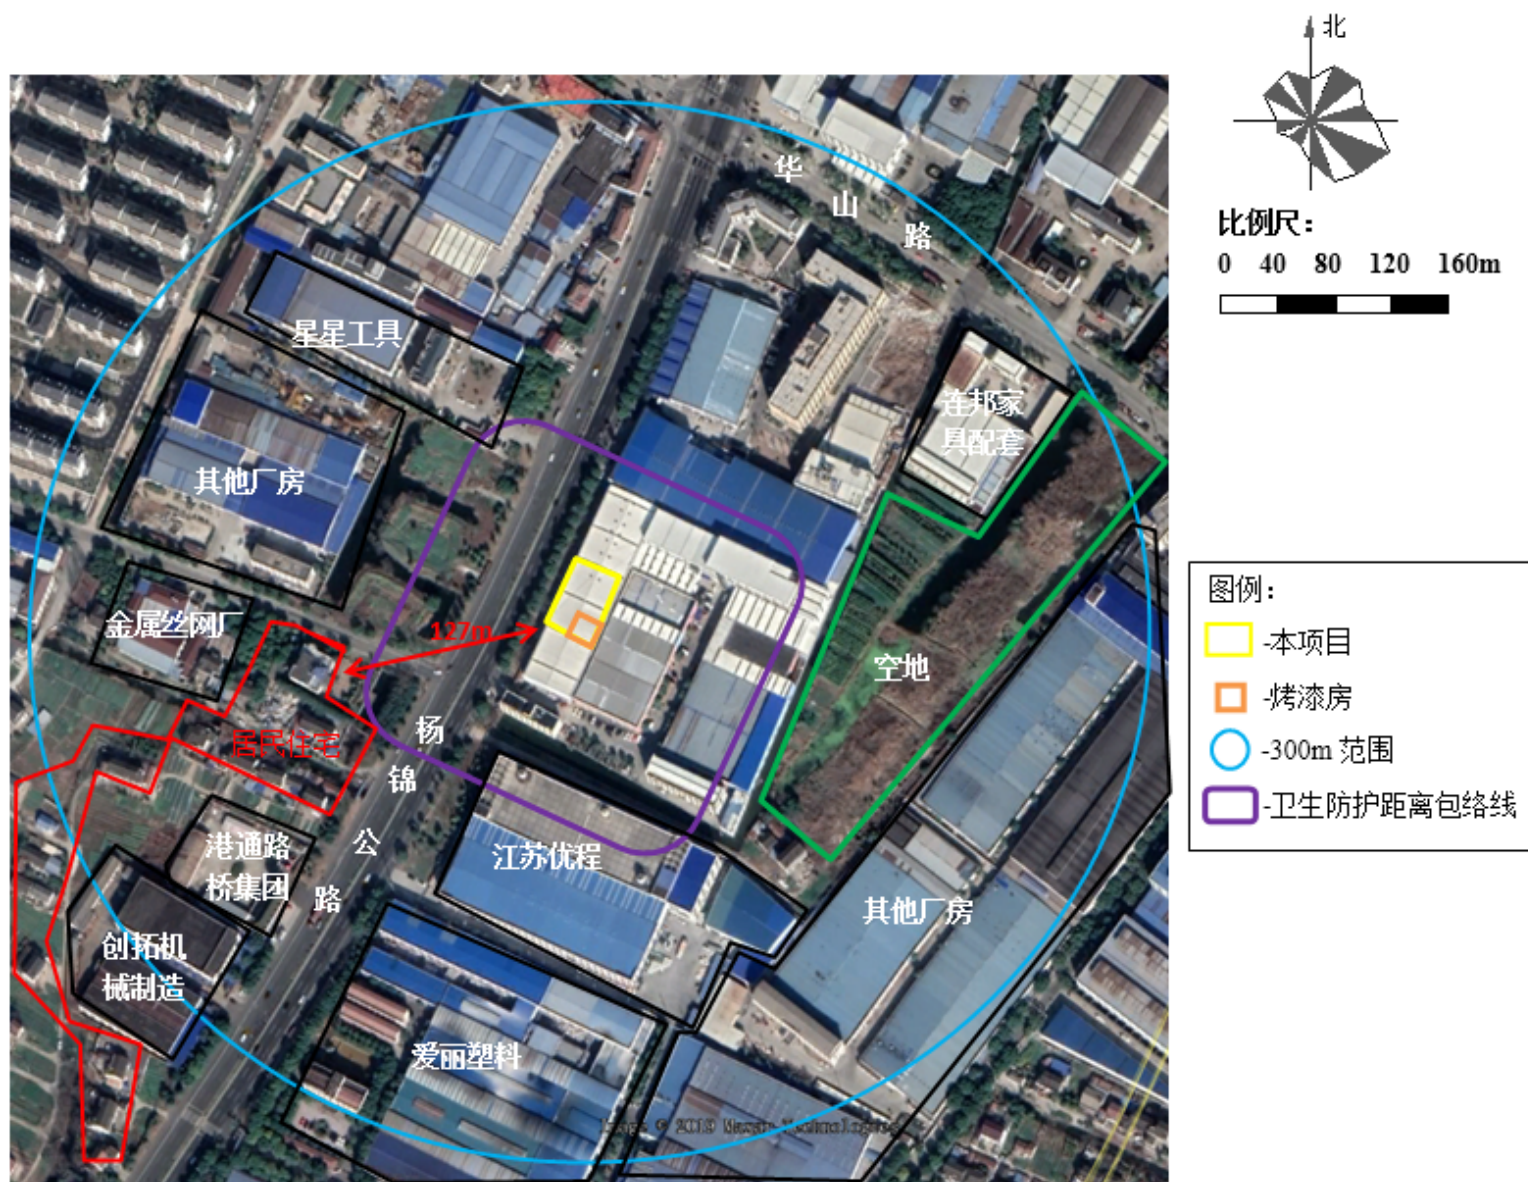 北
比例尺：
0 40 80 120 160m
华
山
路
星星工具
连邦家
具配套
其他厂房
金属丝网厂
127m
空地
居民住宅
杨
锦
公
路
港通路
桥集团
江苏优程
其他厂房
创拓机
械制造
爱丽塑料
图例：
-本项目
-烤漆房
-300m 范围
-卫生防护距离包络线
Image © 2019 Maxar Technologies